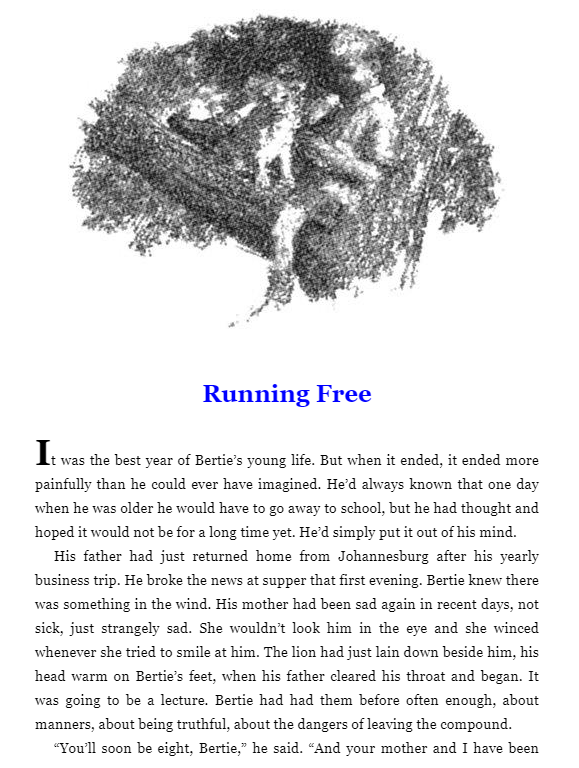 Running Free
It was the best year of Bertie’s young life. But when it ended, it ended more
painfully than he could ever have imagined. He’d always known that one day
when he was older he would have to go away to school, but he had thought and
hoped it would not be for a long time yet. He’d simply put it out of his mind.
His father had just returned home from Johannesburg after his yearly
business trip. He broke the news at supper that first evening. Bertie knew there
was something in the wind. His mother had been sad again in recent days, not
sick, just strangely sad. She wouldn’t look him in the eye and she winced
whenever she tried to smile at him. The lion had just lain down beside him, his
head warm on Bertie’s feet, when his father cleared his throat and began. It
was going to be a lecture. Bertie had had them before often enough, about
manners, about being truthful, about the dangers of leaving the compound.
“You’ll soon be eight, Bertie,” he said. “And your mother and I have been